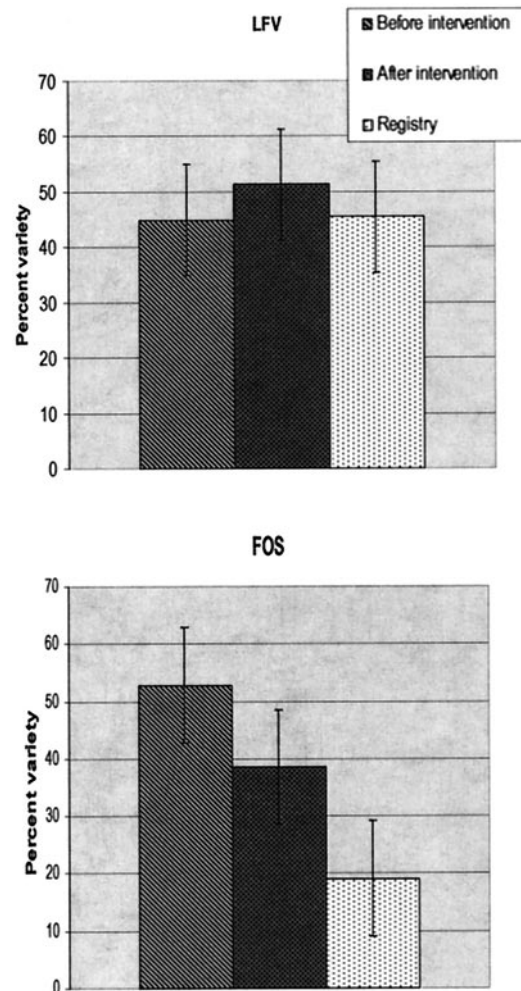 LFV
Before intervention
After intervention
Registry
Percent variety
70
60
50
40
30
20
10
0
FOS
Percent variety
70
60
50
40
30
20
10
0